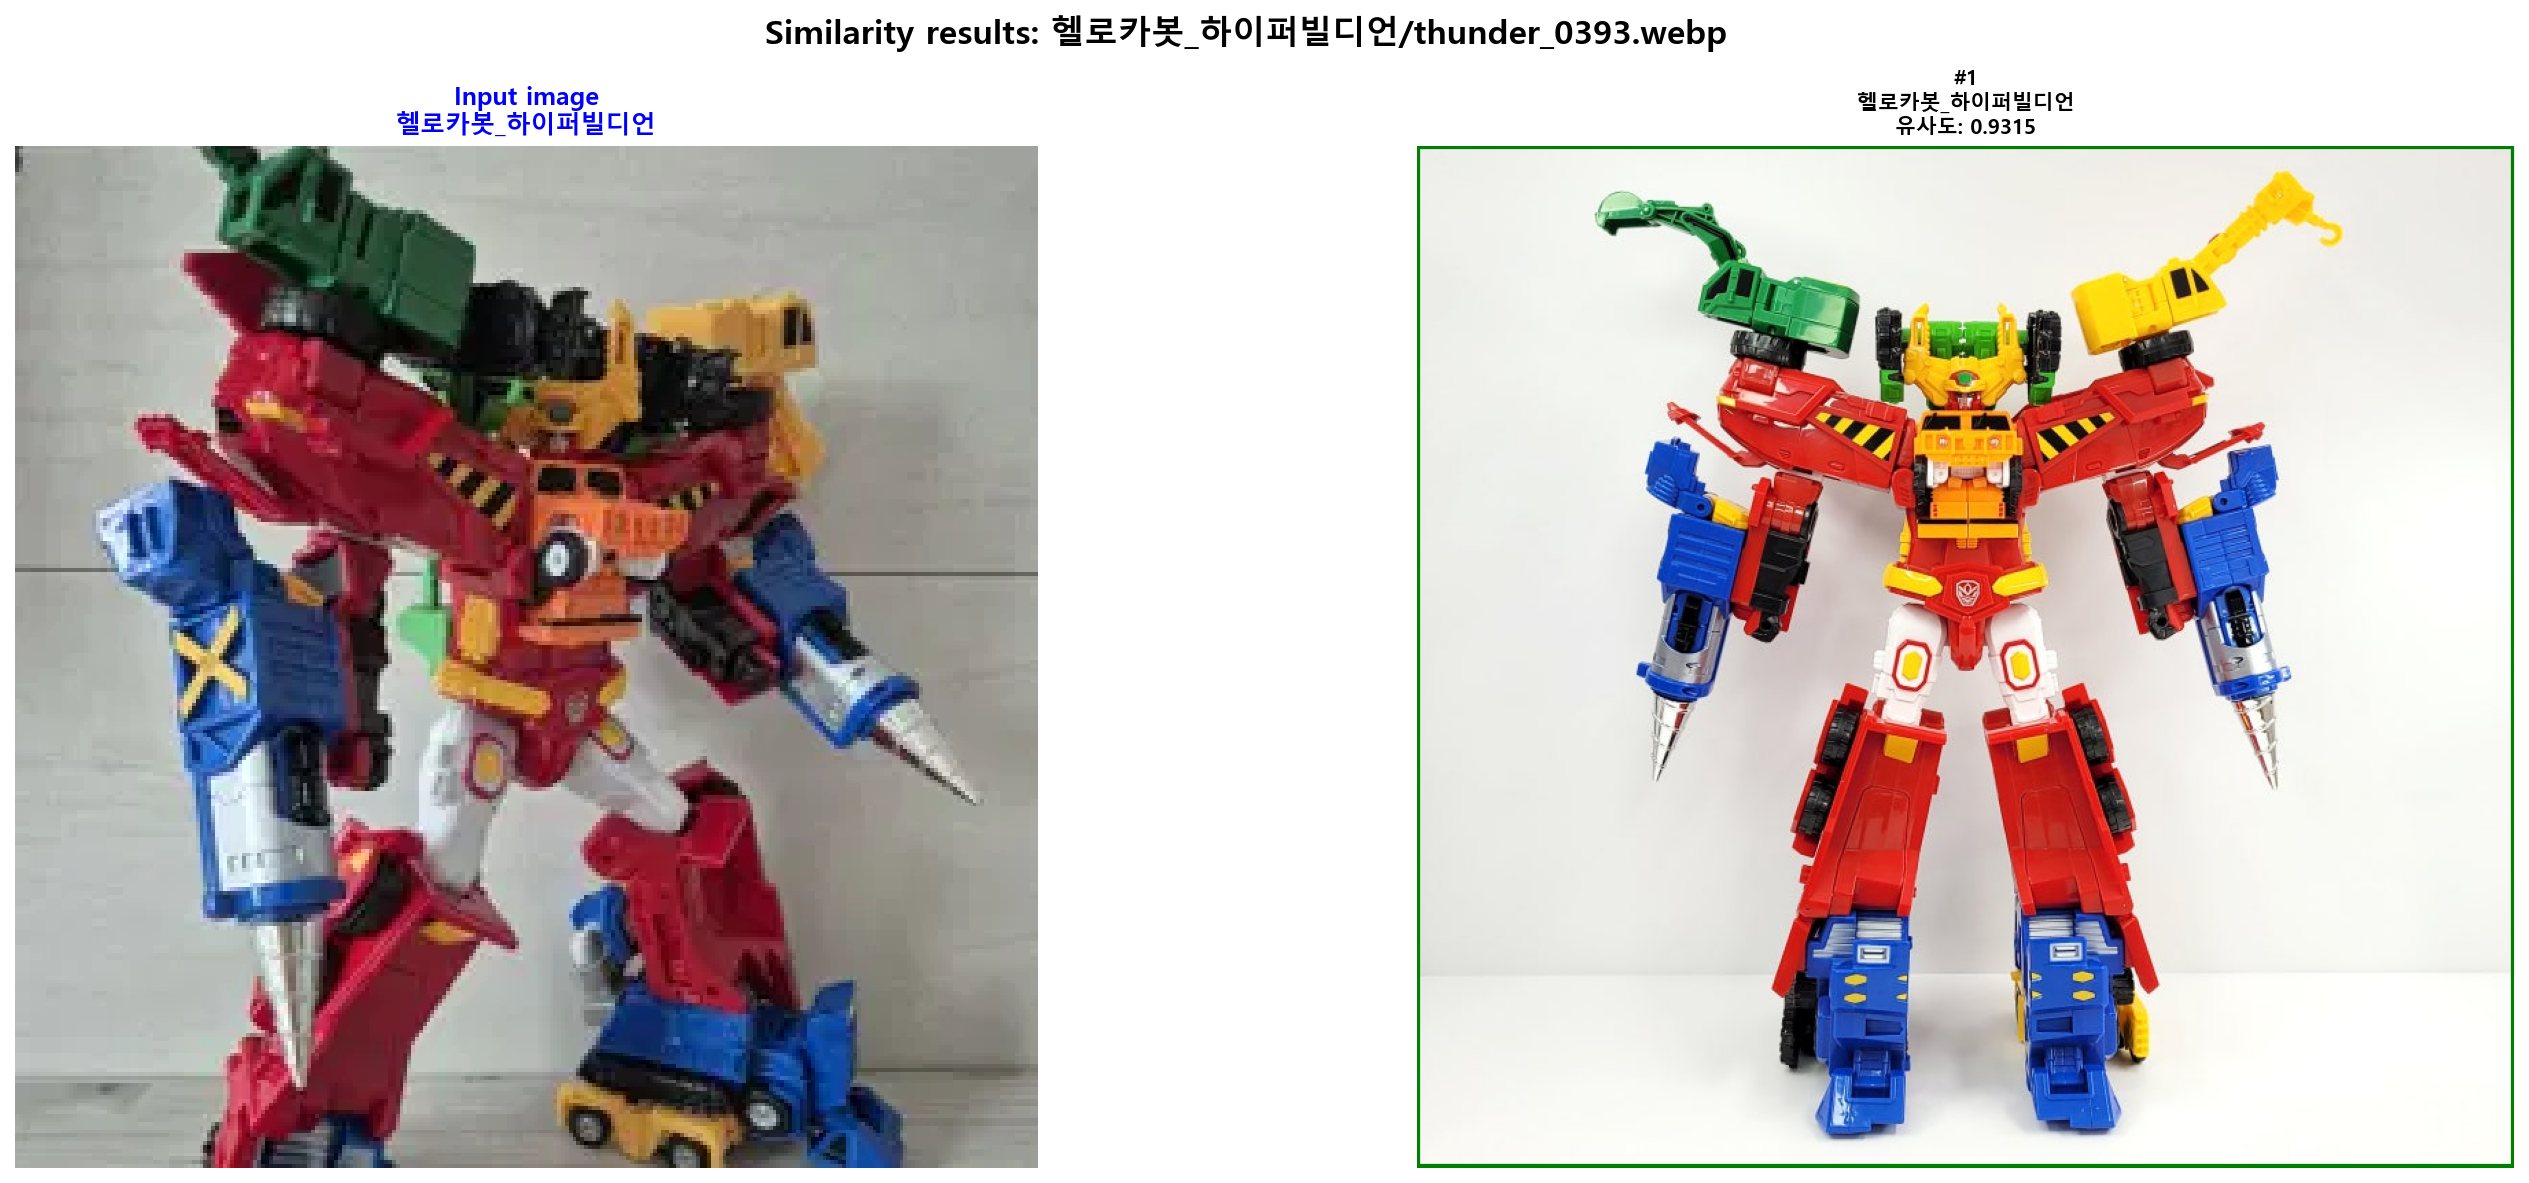 Similarity results: 헬로카봇_하이퍼빌디언/thunder_0393.webp
Input image
헬로카봇_하이퍼빌디언
#1
헬로카봇_하이퍼빌디언
유사도: 0.9315